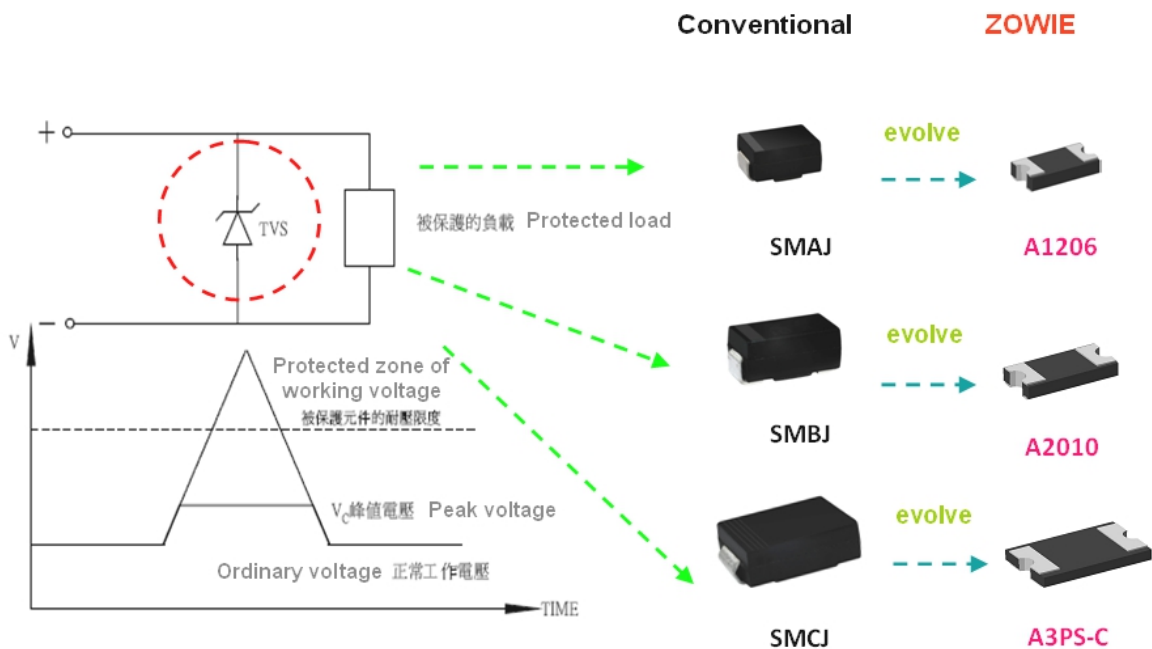 Conventional ZOWIE
+
TVS
被保護的負載 Protected load
−
evolve
SMAJ A1206
V
Protected zone of
working voltage
被保護元件的耐壓限度
evolve
SMBJ A2010
VC峰值電壓 Peak voltage
Ordinary voltage 正常工作電壓
TIME
evolve
SMCJ A3PS-C